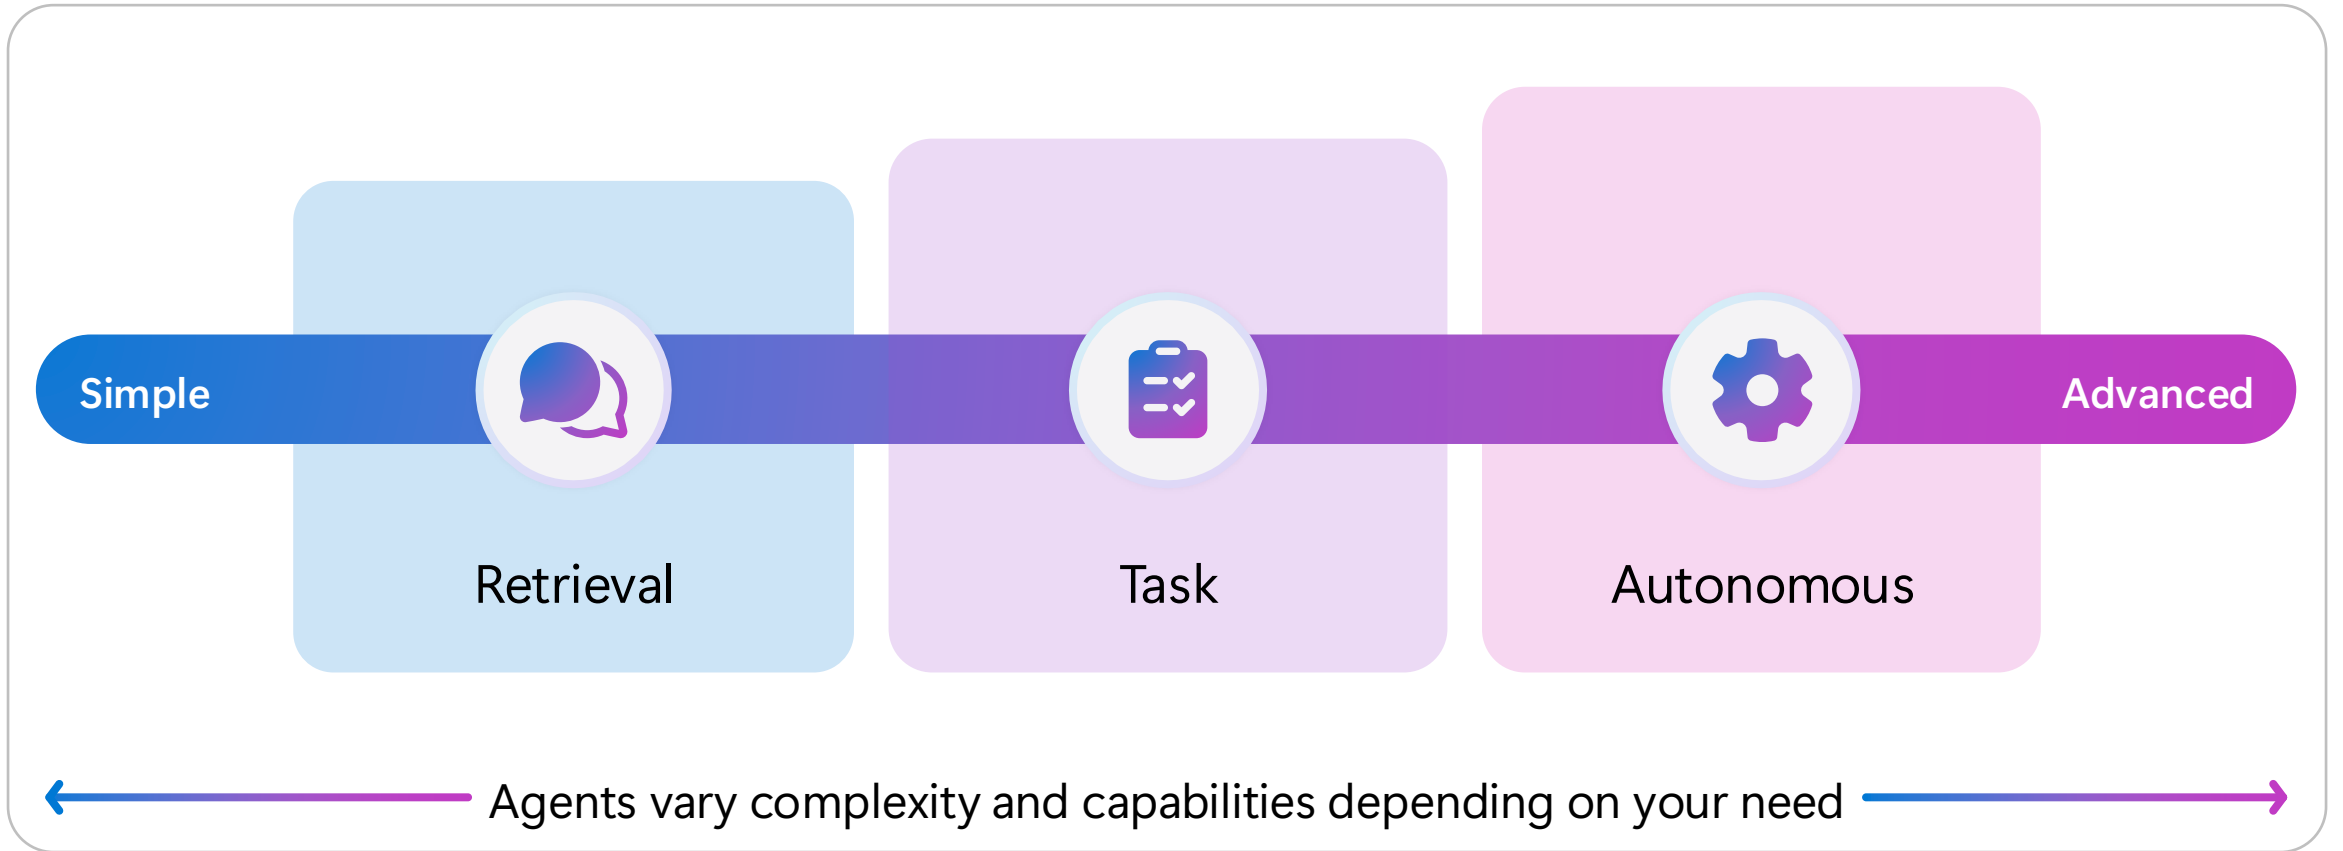 Simple
Advanced
Retrieval
Task
Autonomous
Agents vary complexity and capabilities depending on your need